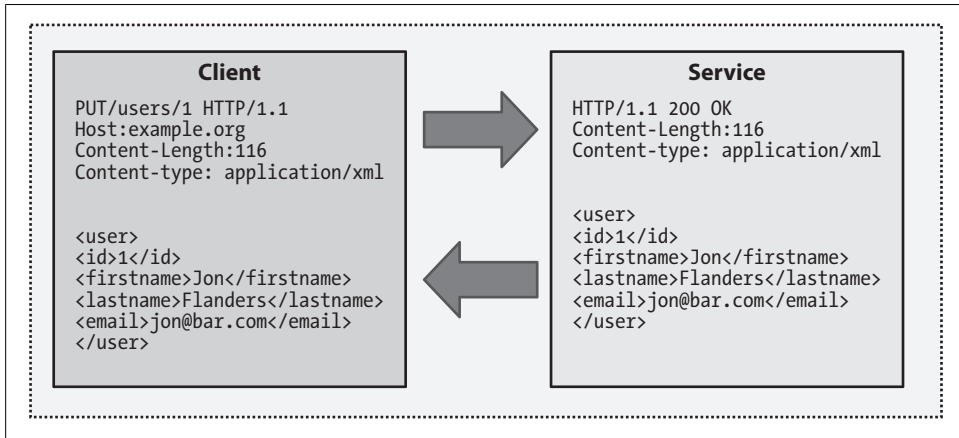 Client
PUT/users/1 HTTP/1.1
Host:example.org
Content-Length:116
Content-type: application/xml
<user>
<id>1</id>
<firstname>Jon</firstname>
<lastname>Flanders</lastname>
<email>jon@bar.com</email>
</user>
Service
HTTP/1.1 200 OK
Content-Length:116
Content-type: application/xml
<user>
<id>1</id>
<firstname>Jon</firstname>
<lastname>Flanders</lastname>
<email>jon@bar.com</email>
</user>